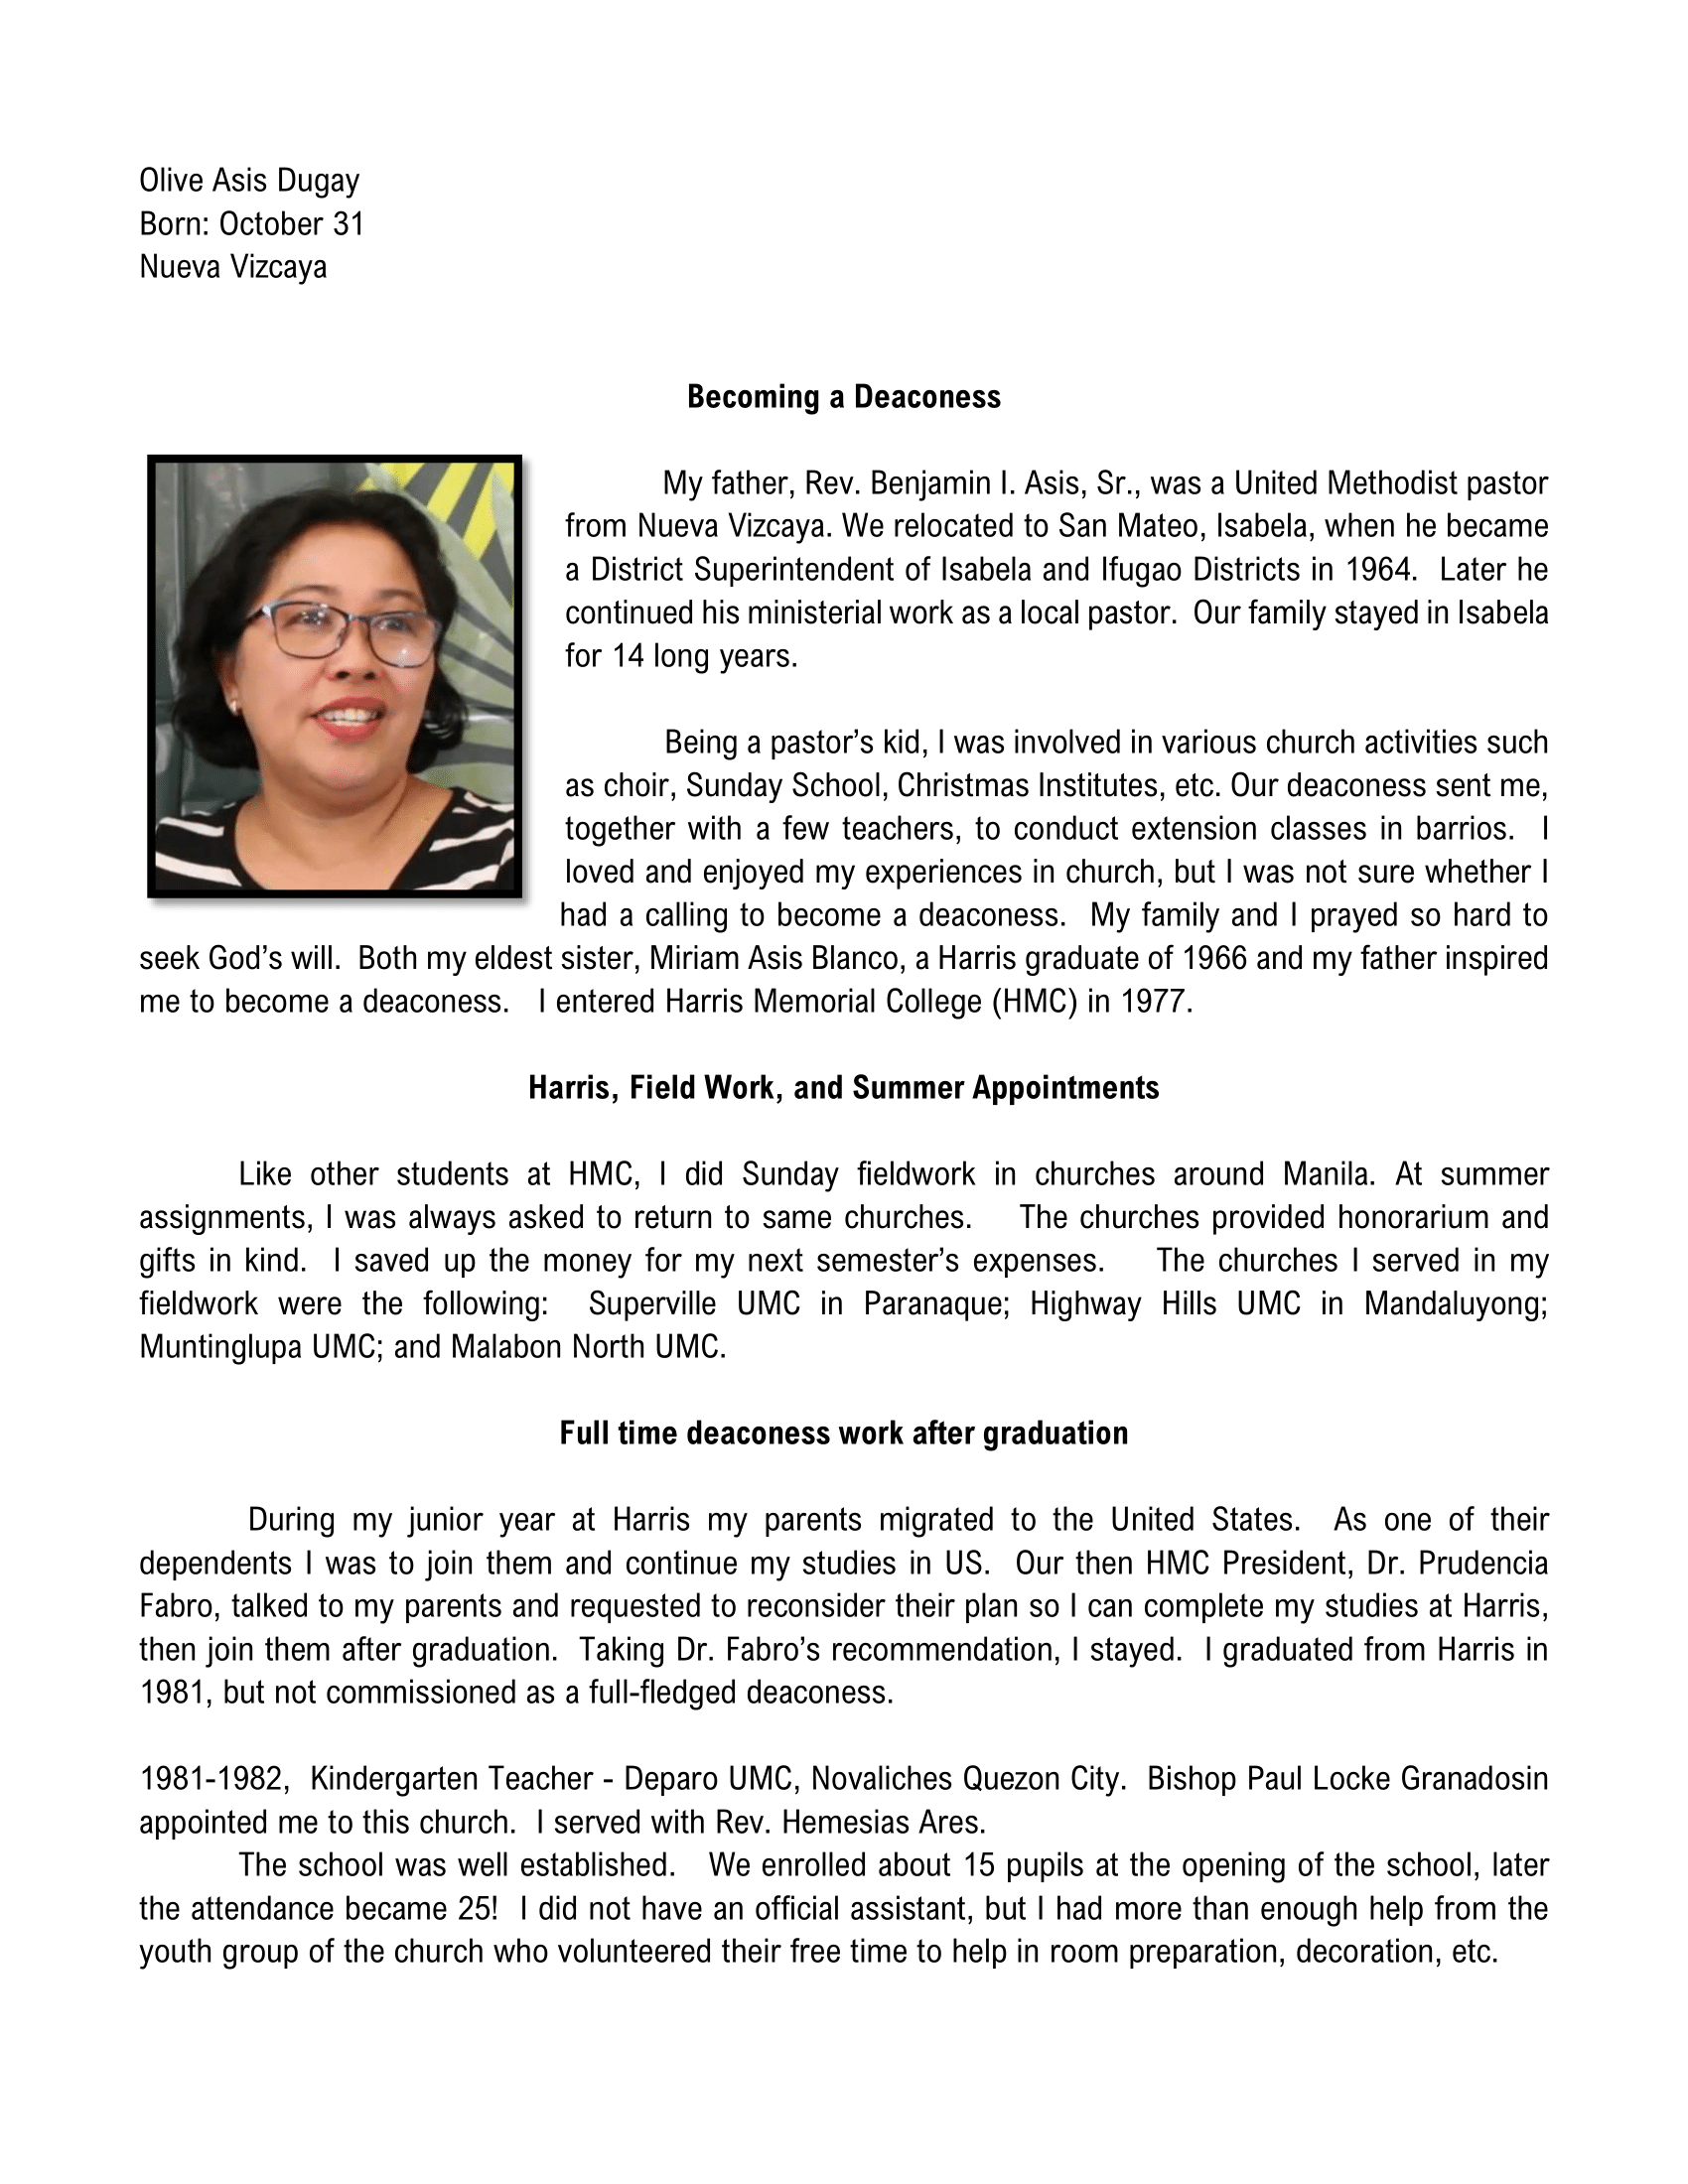 Olive Asis Dugay
Born: October 31
Nueva Vizcaya
Becoming a Deaconess
My father, Rev. Benjamin I. Asis, Sr., was a United Methodist pastor
from Nueva Vizcaya. We relocated to San Mateo, Isabela, when he became
a District Superintendent of Isabela and Ifugao Districts in 1964. Later he
continued his ministerial work as a local pastor. Our family stayed in Isabela
for 14 long years.
Being a pastor's kid, I was involved in various church activities such
as choir, Sunday School, Christmas Institutes, etc. Our deaconess sent me,
together with a few teachers, to conduct extension classes in barrios. I
loved and enjoyed my experiences in church, but I was not sure whether I
had a calling to become a deaconess. My family and I prayed so hard to
seek God's will. Both my eldest sister, Miriam Asis Blanco, a Harris graduate of 1966 and my father inspired
me to become a deaconess. I entered Harris Memorial College (HMC) in 1977.
Harris, Field Work, and Summer Appointments
Like other students at HMC, I did Sunday fieldwork in churches around Manila. At summer
assignments, I was always asked to return to same churches. The churches provided honorarium and
gifts in kind. I saved up the money for my next semester's expenses. The churches I served in my
fieldwork were the following: Superville UMC in Paranaque; Highway Hills UMC in Mandaluyong;
Muntinglupa UMC; and Malabon North UMC.
Full time deaconess work after graduation
During my junior year at Harris my parents migrated to the United States. As one of their
dependents I was to join them and continue my studies in US. Our then HMC President, Dr. Prudencia
Fabro, talked to my parents and requested to reconsider their plan so I can complete my studies at Harris,
then join them after graduation. Taking Dr. Fabro's recommendation, I stayed. I graduated from Harris in
1981, but not commissioned as a full-fledged deaconess.
1981-1982, Kindergarten Teacher - Deparo UMC, Novaliches Quezon City. Bishop Paul Locke Granadosin
appointed me to this church. I served with Rev. Hemesias Ares.
The school was well established. We enrolled about 15 pupils at the opening of the school, later
the attendance became 25! I did not have an official assistant, but I had more than enough help from the
youth group of the church who volunteered their free time to help in room preparation, decoration, etc.